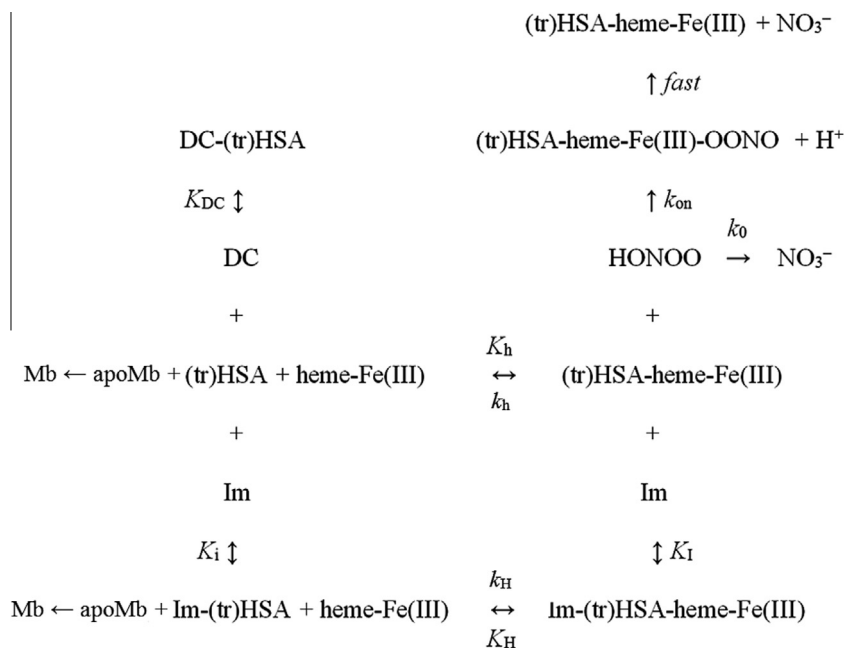 (tr)HSA-heme-Fe(III) + NO₃⁻
↑ fast
DC-(tr)HSA (tr)HSA-heme-Fe(III)-OONO + H⁺
K_DC ↕ ↑ k_on k₀
DC HONOO → NO₃⁻
+ +
K_h
Mb ← apoMb + (tr)HSA + heme-Fe(III) ↔ (tr)HSA-heme-Fe(III)
k_h
+ +
Im Im
K_i ↕ ↕ K_I
k_H
Mb ← apoMb + Im-(tr)HSA + heme-Fe(III) ↔ Im-(tr)HSA-heme-Fe(III)
K_H